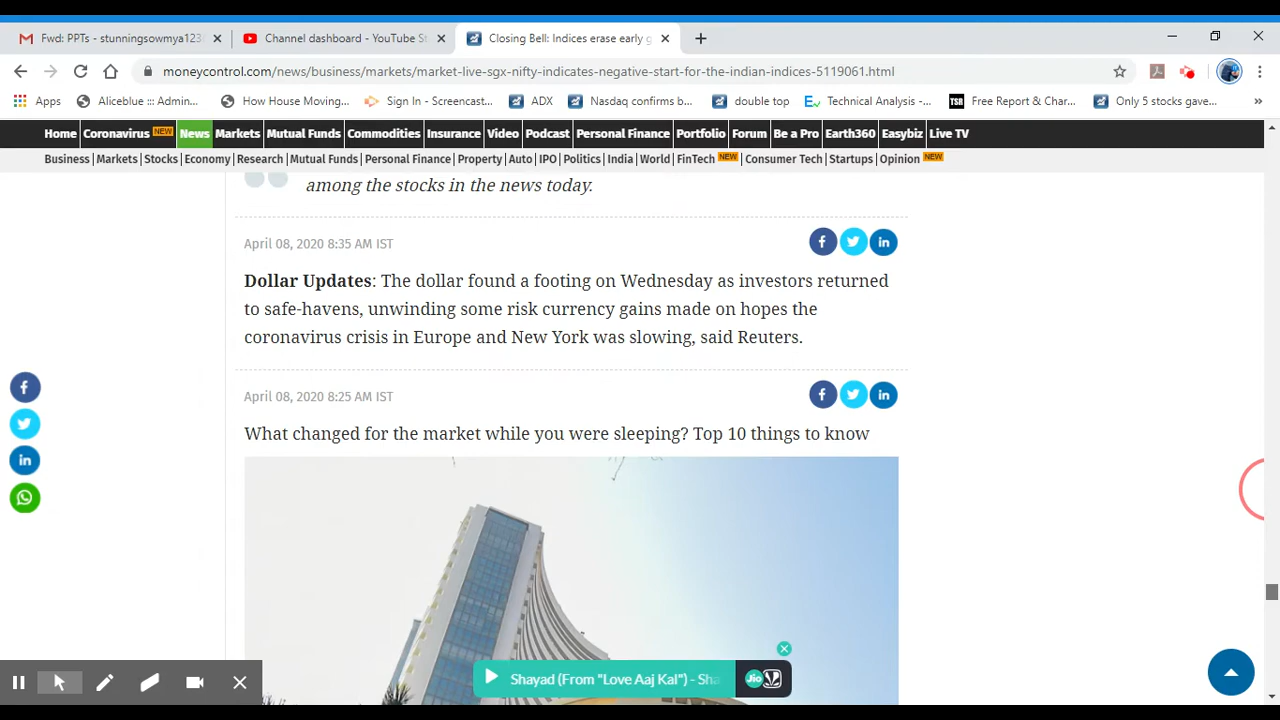 Fwd: PPTs - stunningsowmya123
Channel dashboard - YouTube St
Closing Bell: Indices erase early g
moneycontrol.com/news/business/markets/market-live-sgx-nifty-indicates-negative-start-for-the-indian-indices-5119061.html
Apps
Aliceblue ::: Admin...
How House Moving...
Sign In - Screencast...
ADX
Nasdaq confirms b...
double top
Technical Analysis -...
TSR
Free Report & Char...
Only 5 stocks gave...
»
Home Coronavirus NEW News Markets Mutual Funds Commodities Insurance Video Podcast Personal Finance Portfolio Forum Be a Pro Earth360 Easybiz Live TV
Business | Markets | Stocks | Economy | Research | Mutual Funds | Personal Finance | Property | Auto | IPO | Politics | India | World | FinTech NEW | Consumer Tech | Startups | Opinion NEW
among the stocks in the news today.
April 08, 2020 8:35 AM IST
Dollar Updates: The dollar found a footing on Wednesday as investors returned
to safe-havens, unwinding some risk currency gains made on hopes the
coronavirus crisis in Europe and New York was slowing, said Reuters.
April 08, 2020 8:25 AM IST
What changed for the market while you were sleeping? Top 10 things to know
Shayad (From "Love Aaj Kal") - Sha
Jio